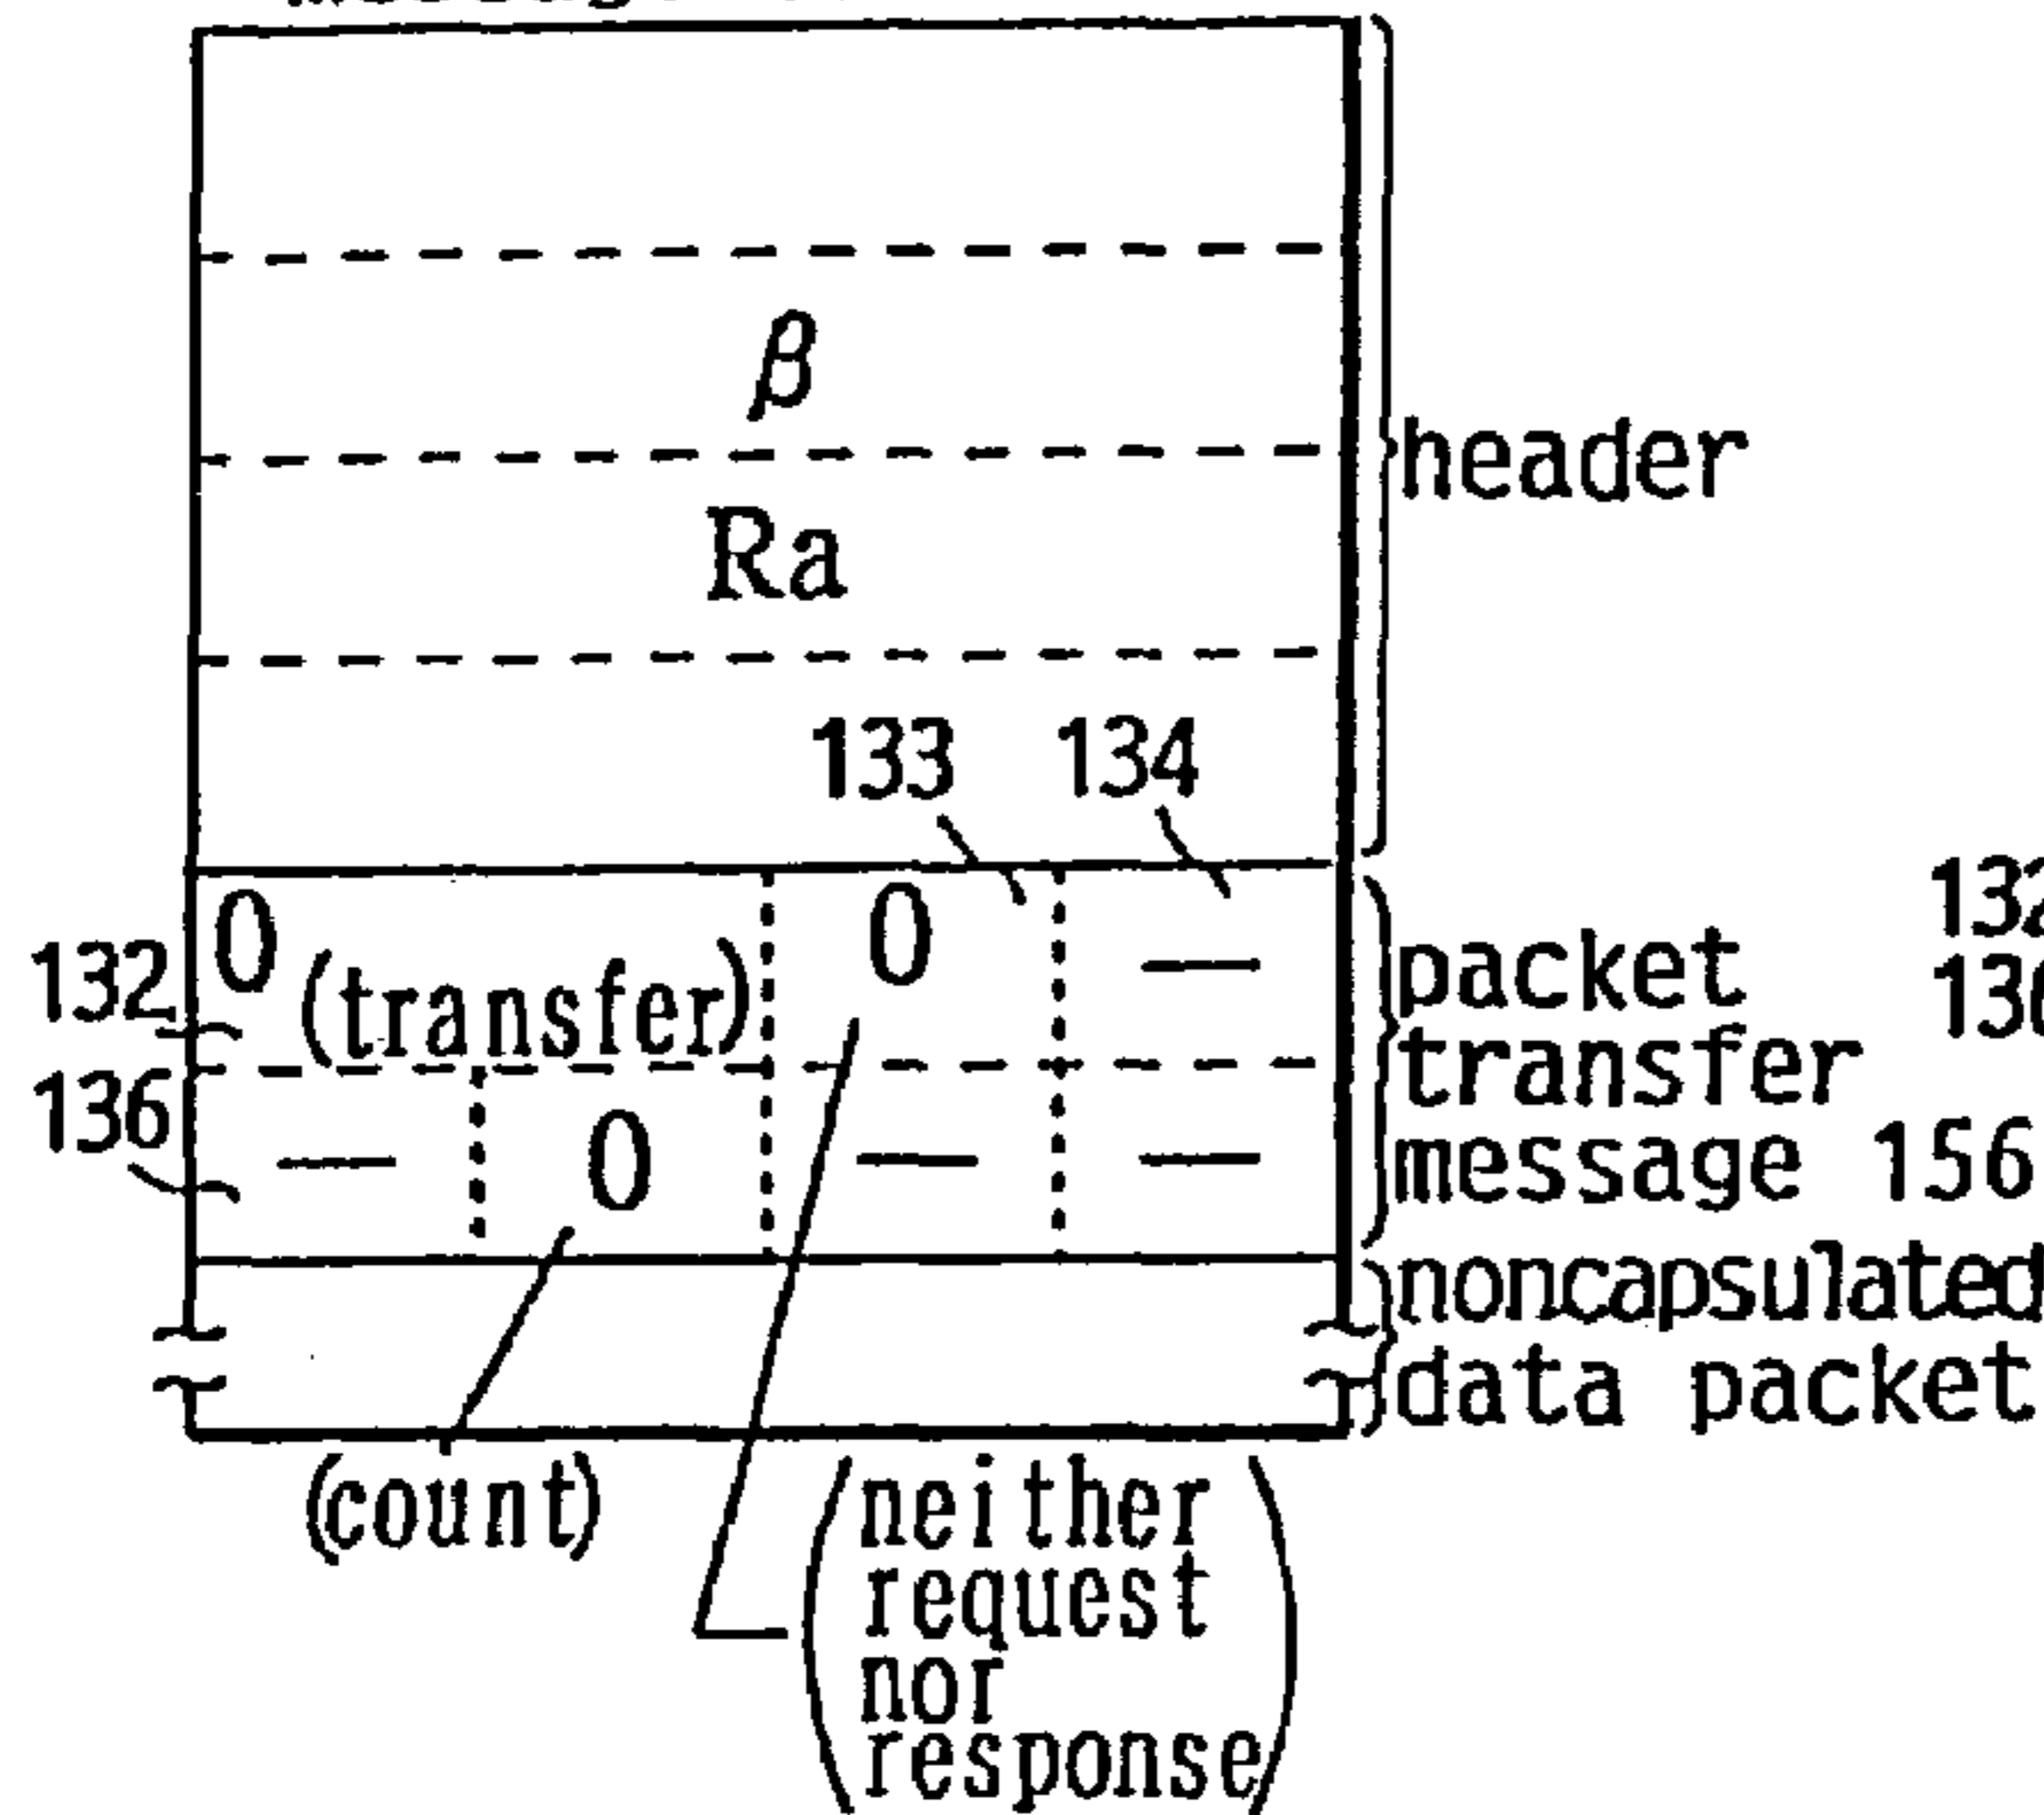 β
header
Ra
133 134
0 (transfer) 0 —
132
packet
transfer
message 156
136
— 0 — —
noncapsulated
data packet
(count)
(neither
request
nor
response)